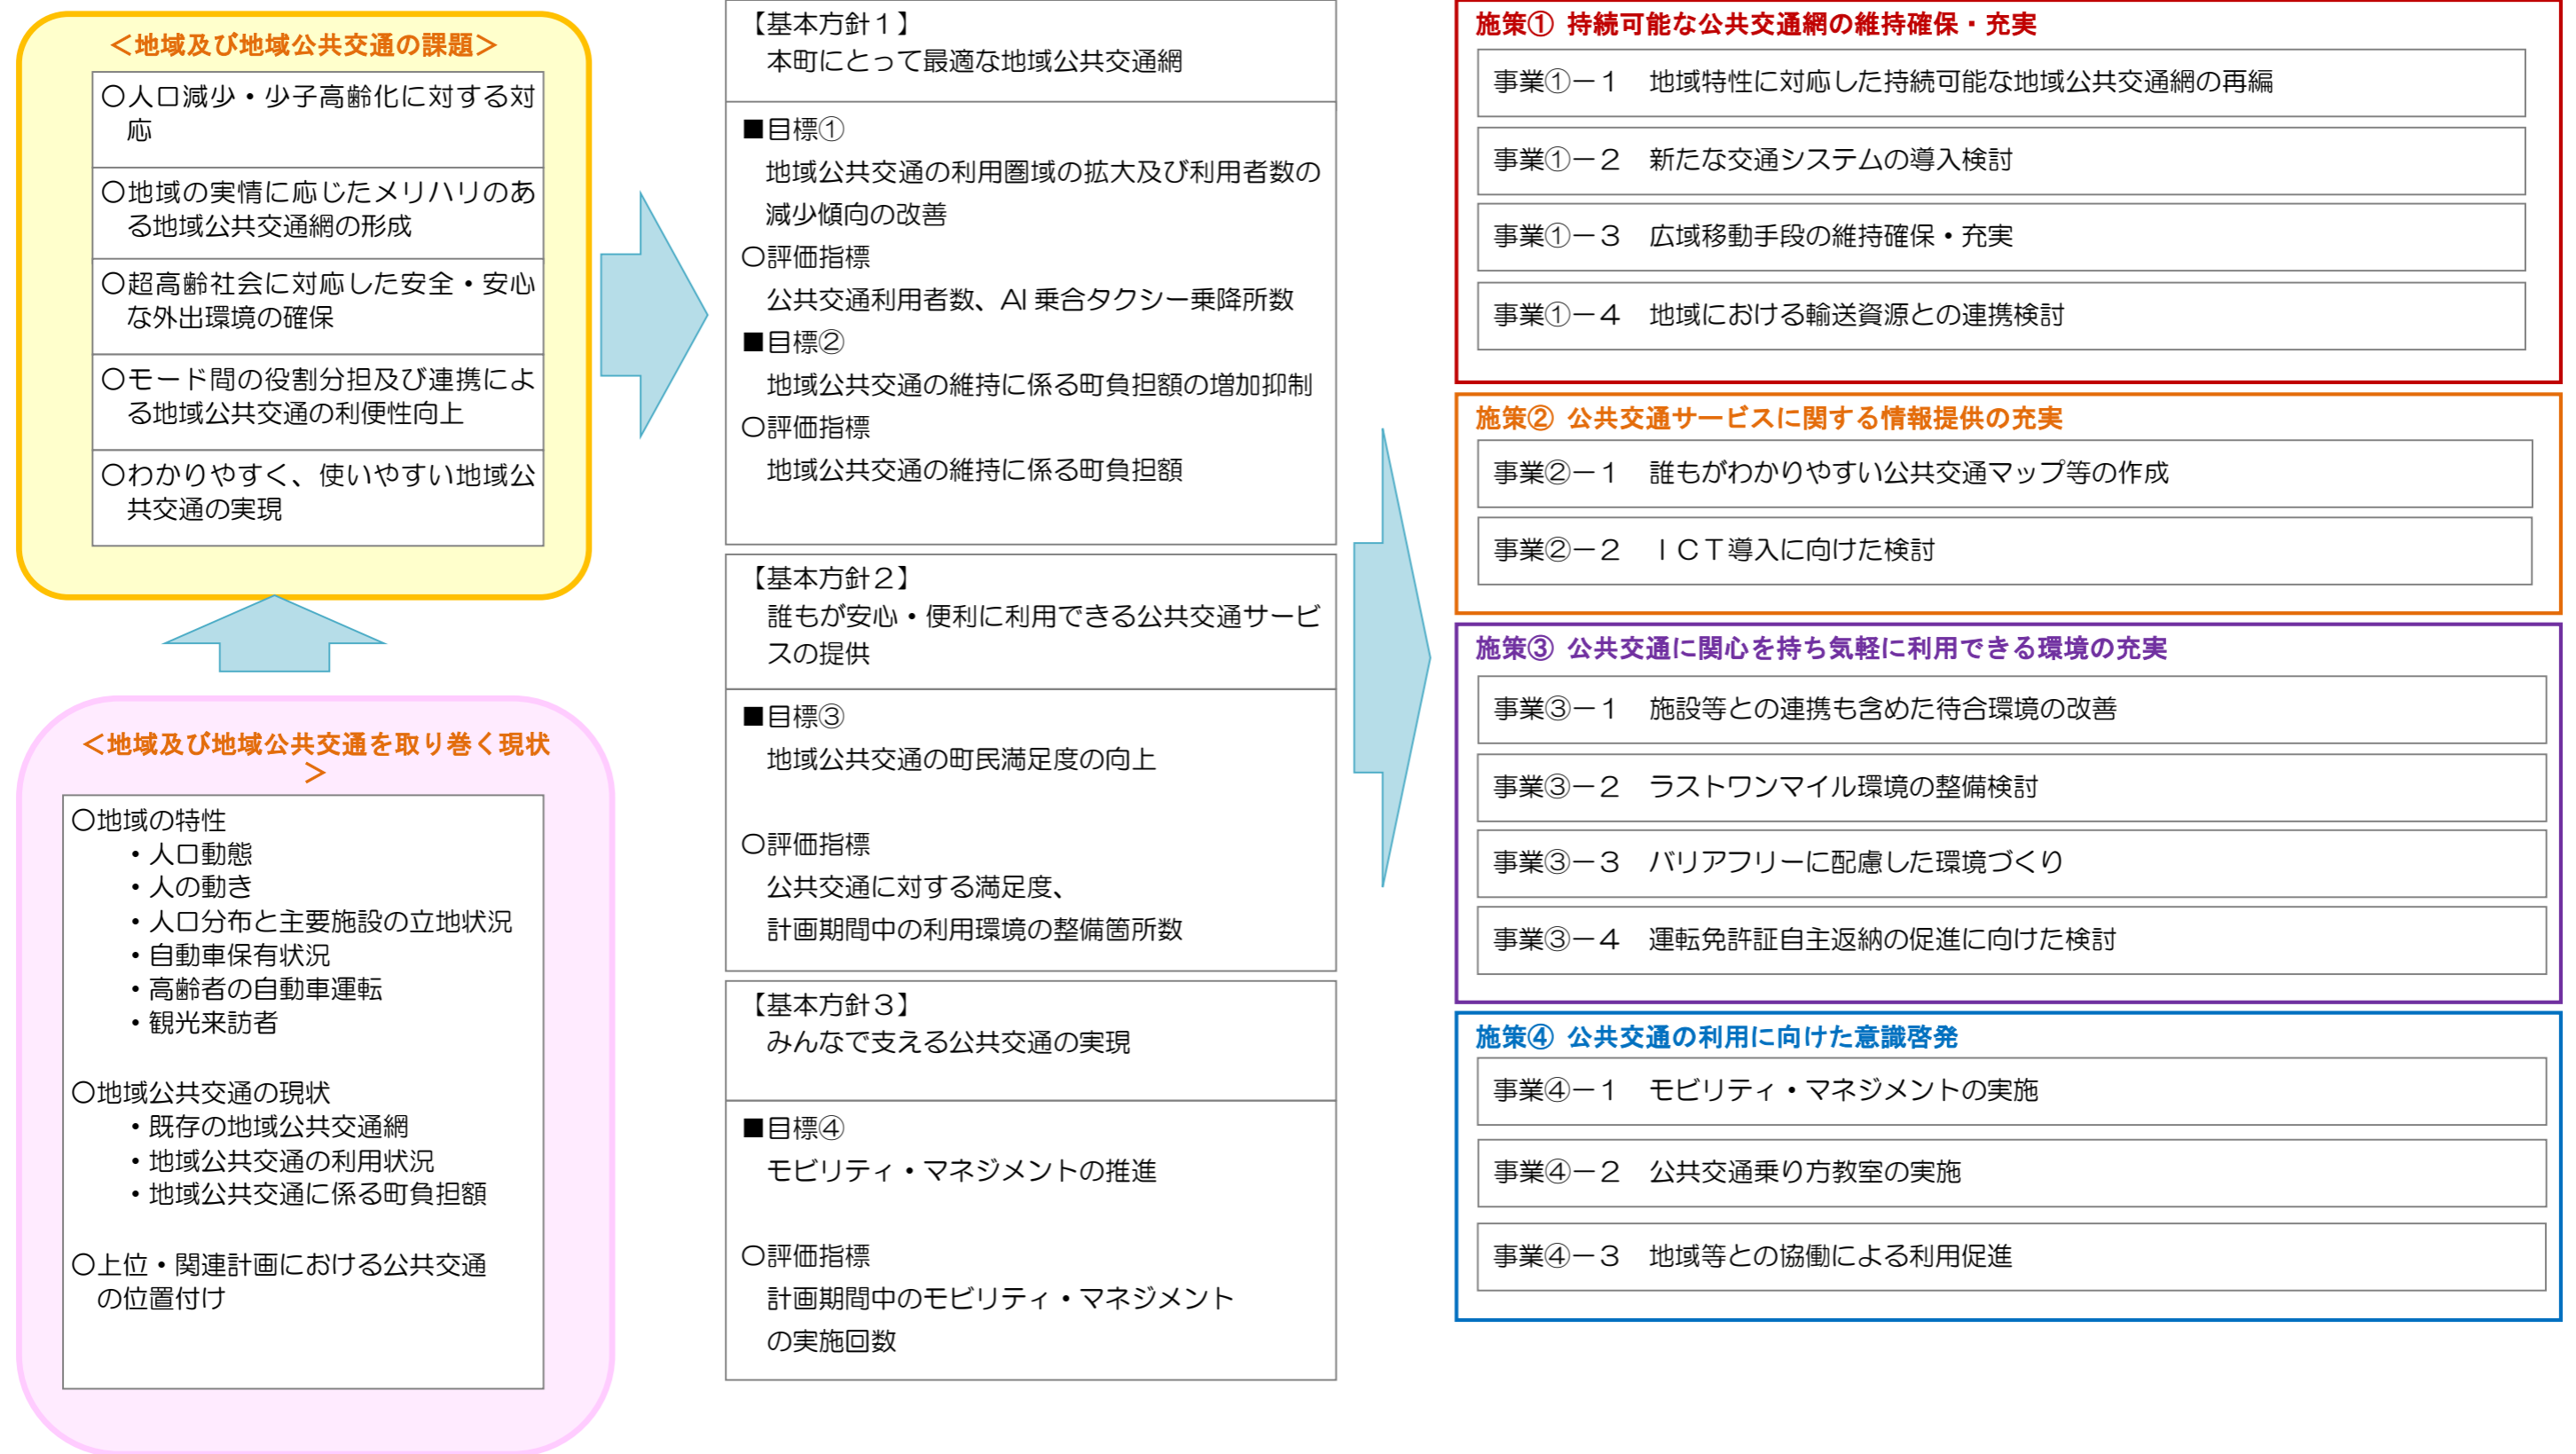 ＜地域及び地域公共交通の課題＞
〇人口減少・少子高齢化に対する対
応
〇地域の実情に応じたメリハリのあ
る地域公共交通網の形成
〇超高齢社会に対応した安全・安心
な外出環境の確保
〇モード間の役割分担及び連携によ
る地域公共交通の利便性向上
〇わかりやすく、使いやすい地域公
共交通の実現
＜地域及び地域公共交通を取り巻く現状
＞
〇地域の特性
・人口動態
・人の動き
・人口分布と主要施設の立地状況
・自動車保有状況
・高齢者の自動車運転
・観光来訪者
〇地域公共交通の現状
・既存の地域公共交通網
・地域公共交通の利用状況
・地域公共交通に係る町負担額
〇上位・関連計画における公共交通
の位置付け
【基本方針１】
本町にとって最適な地域公共交通網
■目標①
地域公共交通の利用圏域の拡大及び利用者数の
減少傾向の改善
〇評価指標
公共交通利用者数、AI 乗合タクシー乗降所数
■目標②
地域公共交通の維持に係る町負担額の増加抑制
〇評価指標
地域公共交通の維持に係る町負担額
【基本方針２】
誰もが安心・便利に利用できる公共交通サービ
スの提供
■目標③
地域公共交通の町民満足度の向上
〇評価指標
公共交通に対する満足度、
計画期間中の利用環境の整備箇所数
【基本方針３】
みんなで支える公共交通の実現
■目標④
モビリティ・マネジメントの推進
〇評価指標
計画期間中のモビリティ・マネジメント
の実施回数
施策① 持続可能な公共交通網の維持確保・充実
事業①－１　地域特性に対応した持続可能な地域公共交通網の再編
事業①－２　新たな交通システムの導入検討
事業①－３　広域移動手段の維持確保・充実
事業①－４　地域における輸送資源との連携検討
施策② 公共交通サービスに関する情報提供の充実
事業②－１　誰もがわかりやすい公共交通マップ等の作成
事業②－２　ＩＣＴ導入に向けた検討
施策③ 公共交通に関心を持ち気軽に利用できる環境の充実
事業③－１　施設等との連携も含めた待合環境の改善
事業③－２　ラストワンマイル環境の整備検討
事業③－３　バリアフリーに配慮した環境づくり
事業③－４　運転免許証自主返納の促進に向けた検討
施策④ 公共交通の利用に向けた意識啓発
事業④－１　モビリティ・マネジメントの実施
事業④－２　公共交通乗り方教室の実施
事業④－３　地域等との協働による利用促進